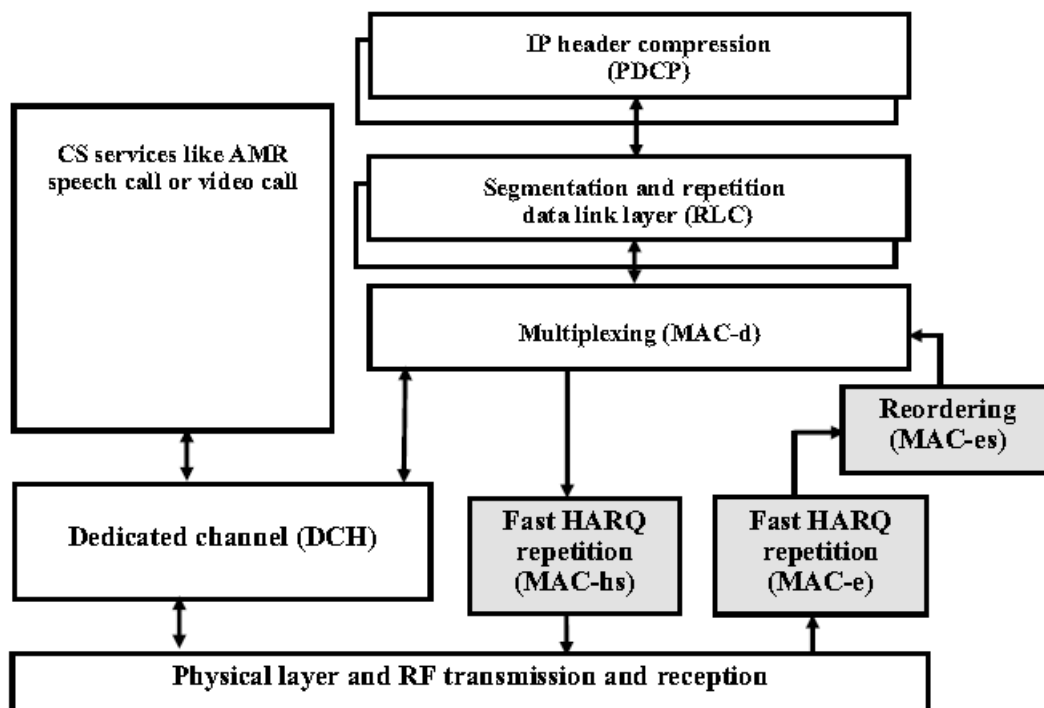 IP header compression
(PDCP)
CS services like AMR
speech call or video call
Segmentation and repetition
data link layer (RLC)
Multiplexing (MAC-d)
Reordering
(MAC-es)
Dedicated channel (DCH)
Fast HARQ
repetition
(MAC-hs)
Fast HARQ
repetition
(MAC-e)
Physical layer and RF transmission and reception